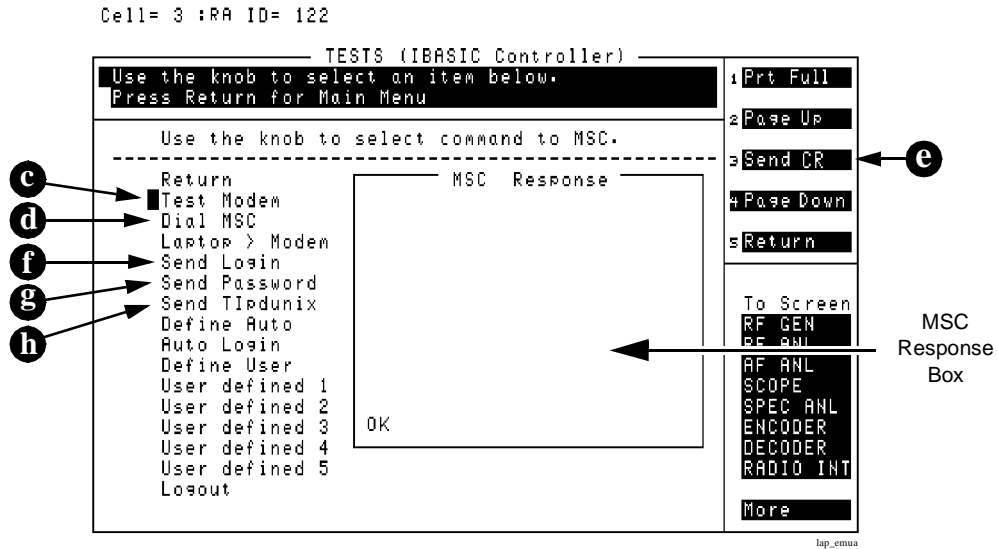 Cell= 3 :RA ID= 122
TESTS (IBASIC Controller)
Use the knob to select an item below.
Press Return for Main Menu
Use the knob to select command to MSC.
Return
Test Modem
Dial MSC
Laptop > Modem
Send Login
Send Password
Send TIpdunix
Define Auto
Auto Login
Define User
User defined 1
User defined 2
User defined 3
User defined 4
User defined 5
Logout
MSC Response
OK
1 Prt Full
2 Page Up
3 Send CR
4 Page Down
5 Return
To Screen
RF GEN
RF ANL
AF ANL
SCOPE
SPEC ANL
ENCODER
DECODER
RADIO INT
More
c
d
f
g
h
e
MSC
Response
Box
lap_emua